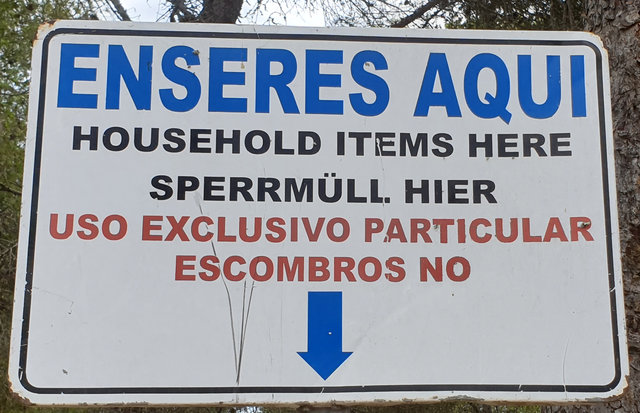 ENSERES AQUI
HOUSEHOLD ITEMS HERE
SPERRMÜLL HIER
USO EXCLUSIVO PARTICULAR
ESCOMBROS NO